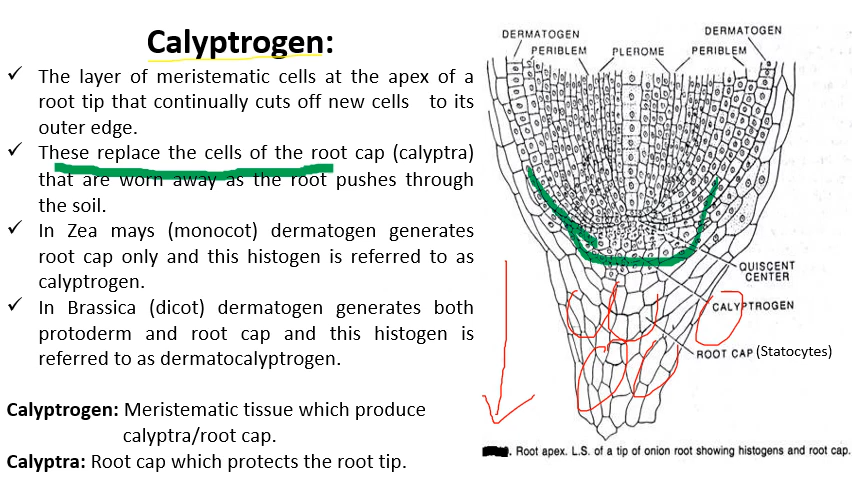 Calyptrogen:
✓ The layer of meristematic cells at the apex of a
root tip that continually cuts off new cells to its
outer edge.
✓ These replace the cells of the root cap (calyptra)
that are worn away as the root pushes through
the soil.
✓ In Zea mays (monocot) dermatogen generates
root cap only and this histogen is referred to as
calyptrogen.
✓ In Brassica (dicot) dermatogen generates both
protoderm and root cap and this histogen is
referred to as dermatocalyptrogen.
Calyptrogen: Meristematic tissue which produce
calyptra/root cap.
Calyptra: Root cap which protects the root tip.
DERMATOGEN
PERIBLEM
PLEROME
PERIBLEM
DERMATOGEN
QUISCENT
CENTER
CALYPTROGEN
ROOT CAP (Statocytes)
. Root apex. L.S. of a tip of onion root showing histogens and root cap.